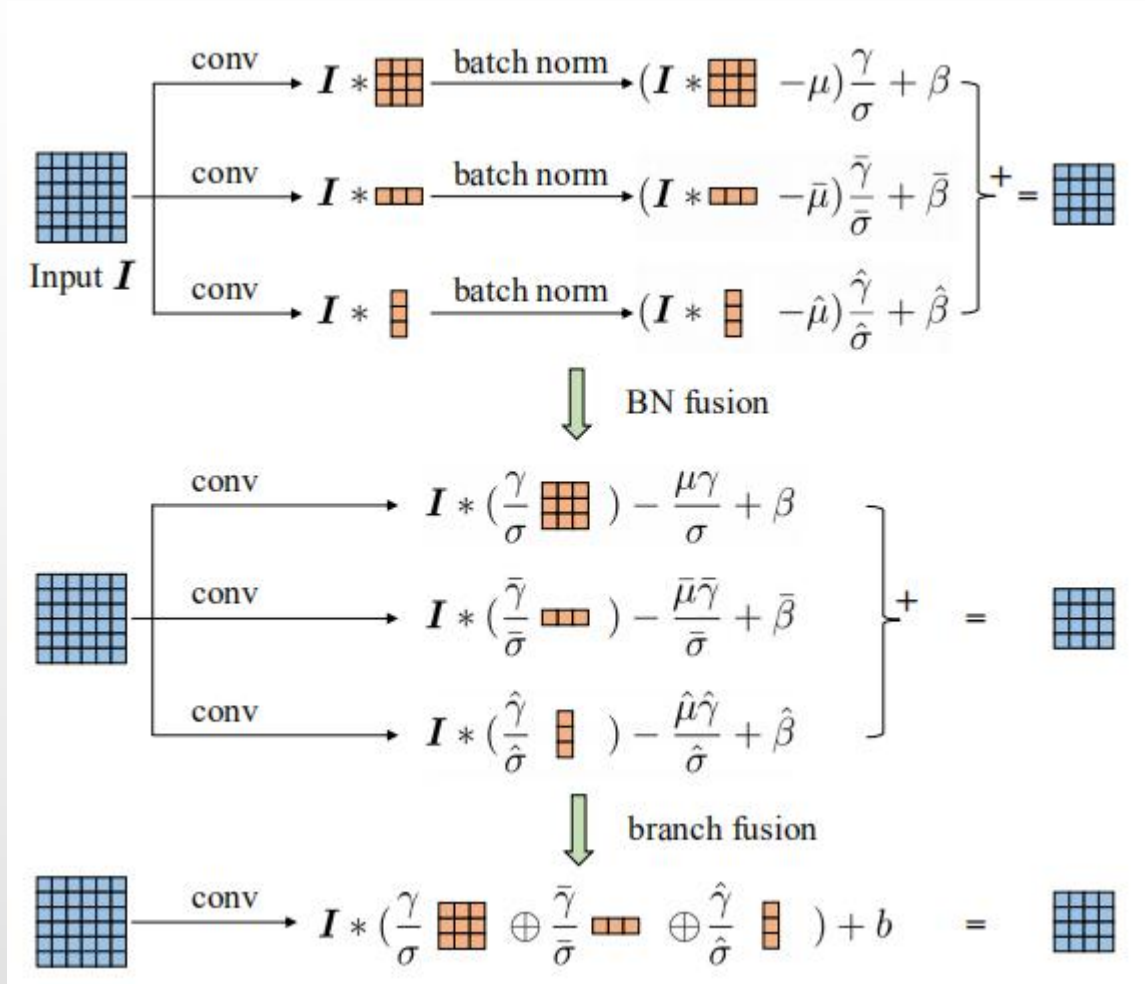 conv I * batch norm (I * −μ) γ/σ + β
conv I * batch norm (I * −μ̄) γ̄/σ̄ + β̄
+ =
Input I
conv I * batch norm (I * −μ̂) γ̂/σ̂ + β̂
BN fusion
conv I * ( γ/σ ) − μγ/σ + β
conv I * ( γ̄/σ̄ ) − μ̄γ̄/σ̄ + β̄
+ =
conv I * ( γ̂/σ̂ ) − μ̂γ̂/σ̂ + β̂
branch fusion
conv I * ( γ/σ ⊕ γ̄/σ̄ ⊕ γ̂/σ̂ ) + b =